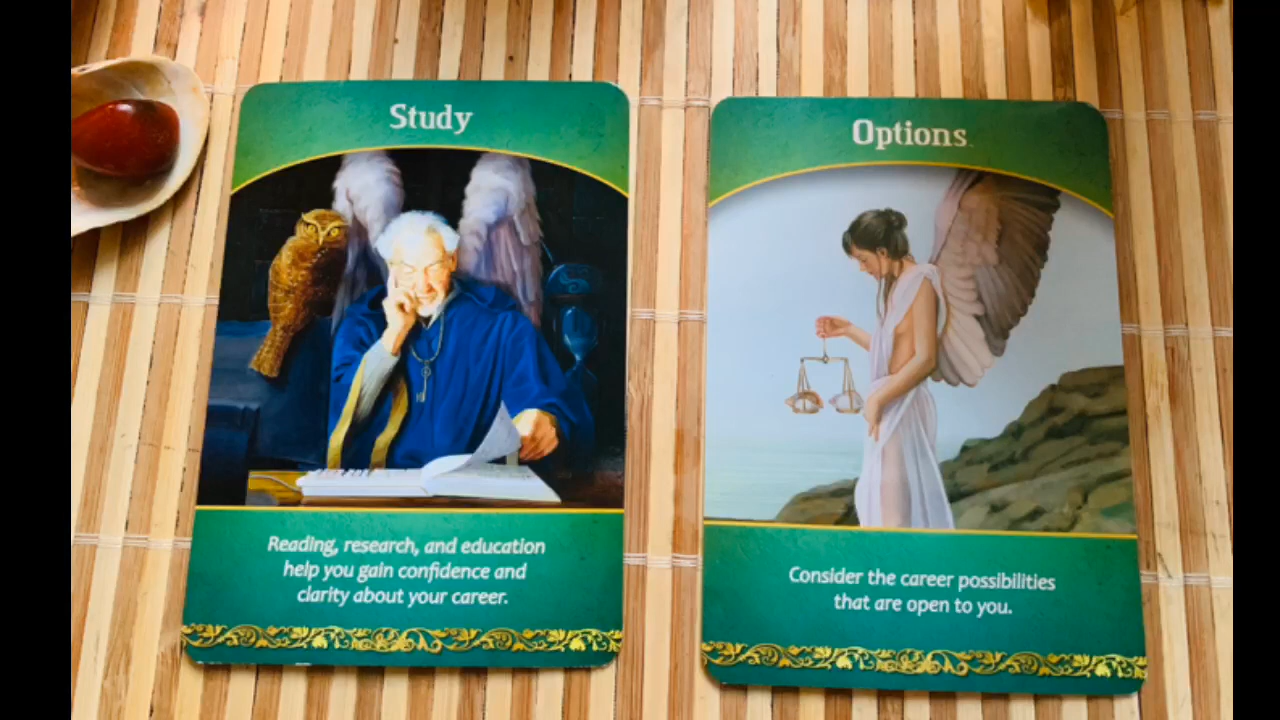 Study
Reading, research, and education
help you gain confidence and
clarity about your career.
Options
Consider the career possibilities
that are open to you.